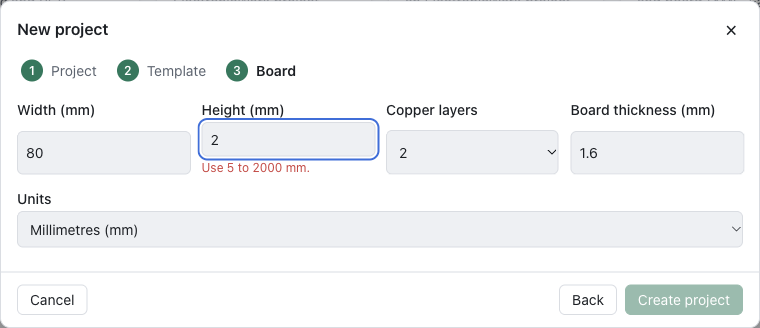 New project
1 Project 2 Template 3 Board
Width (mm) Height (mm) Copper layers Board thickness (mm)
80 2 2 1.6
Use 5 to 2000 mm.
Units
Millimetres (mm)
Cancel Back Create project